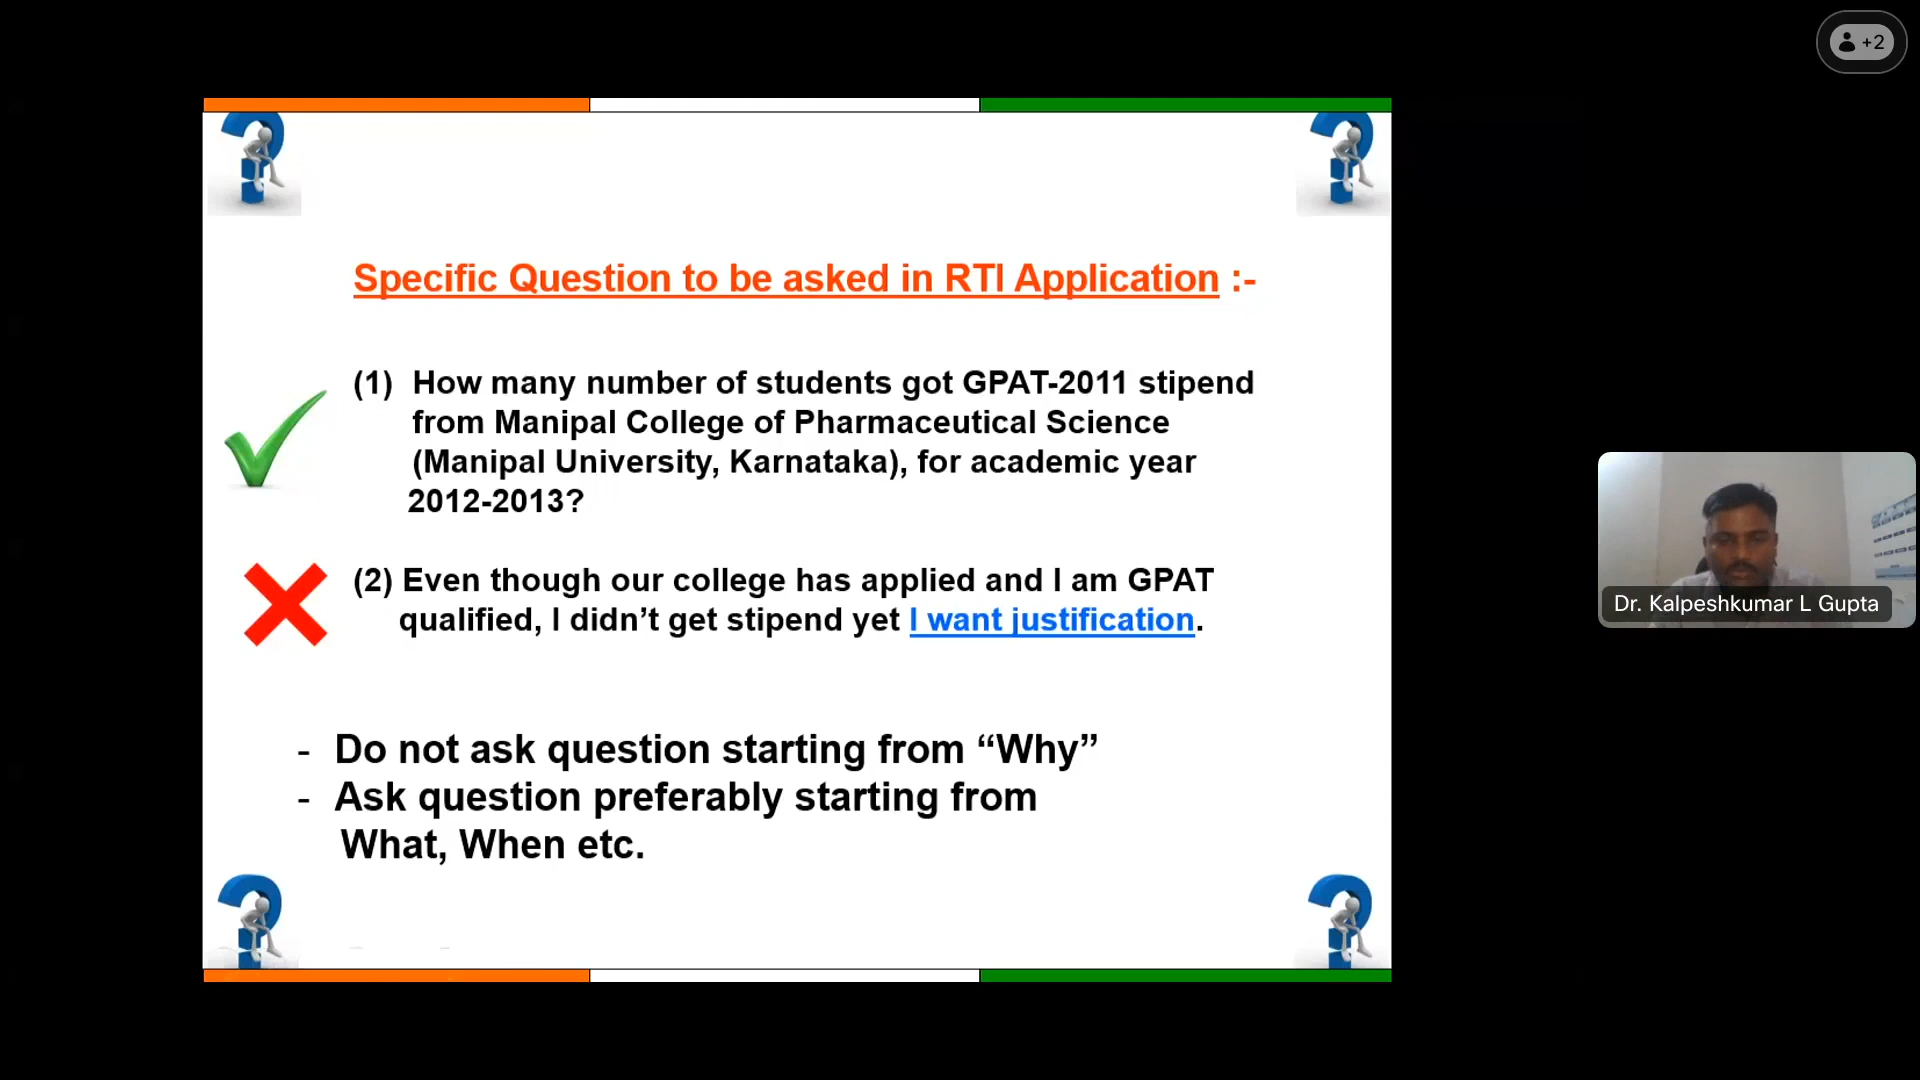 +2
Specific Question to be asked in RTI Application :-
(1) How many number of students got GPAT-2011 stipend
from Manipal College of Pharmaceutical Science
(Manipal University, Karnataka), for academic year
2012-2013?
(2) Even though our college has applied and I am GPAT
qualified, I didn’t get stipend yet I want justification.
- Do not ask question starting from “Why”
- Ask question preferably starting from
What, When etc.
Dr. Kalpeshkumar L Gupta